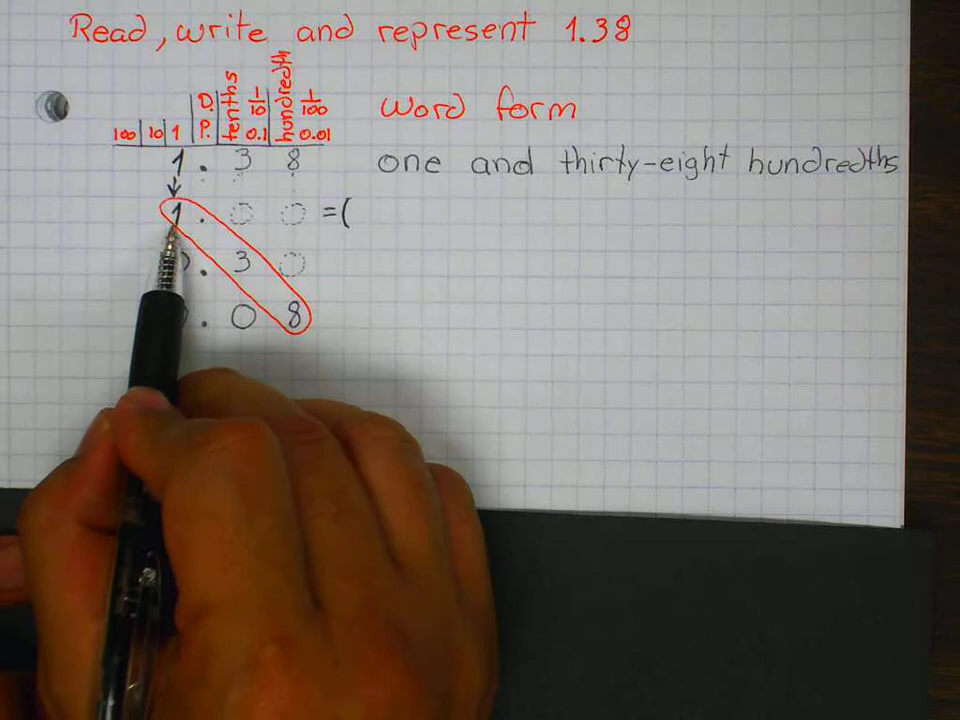 Read, write and represent 1.38
100 10 1 D.P. tenths 1/10 0.1 hundredths 1/100 0.01
word form
1 . 3 8
one and thirty-eight hundredths
1 . 0 0 =(
. 3 0
. 0 8